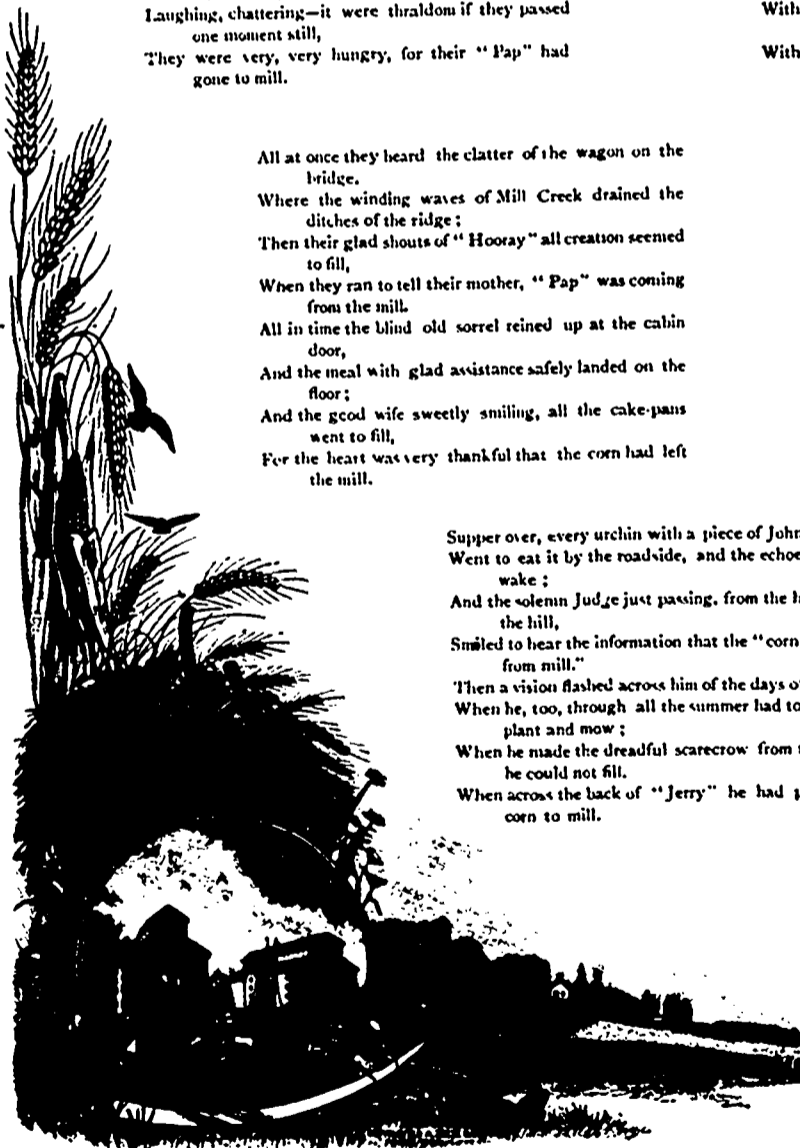 Laughing, chattering—it were thraldom if they passed
one moment still,
They were very, very hungry, for their “Pap” had
gone to mill.
With
With
All at once they heard the clatter of the wagon on the
bridge.
Where the winding waves of Mill Creek drained the
ditches of the ridge;
Then their glad shouts of “Hooray” all creation seemed
to fill,
When they ran to tell their mother, “Pap” was coming
from the mill.
All in time the blind old sorrel reined up at the cabin
door,
And the meal with glad assistance safely landed on the
floor;
And the good wife sweetly smiling, all the cake-pans
went to fill,
For the heart was very thankful that the corn had left
the mill.
Supper over, every urchin with a piece of
Went to eat it by the roadside, and the
wake;
And the solemn Judge just passing, from the
the hill,
Smiled to hear the information that the “corn
from mill.”
Then a vision flashed across him of the days
When he, too, through all the summer had to
plant and mow;
When he made the dreadful scarecrow from
he could not fill.
When across the back of “Jerry” he had
corn to mill.